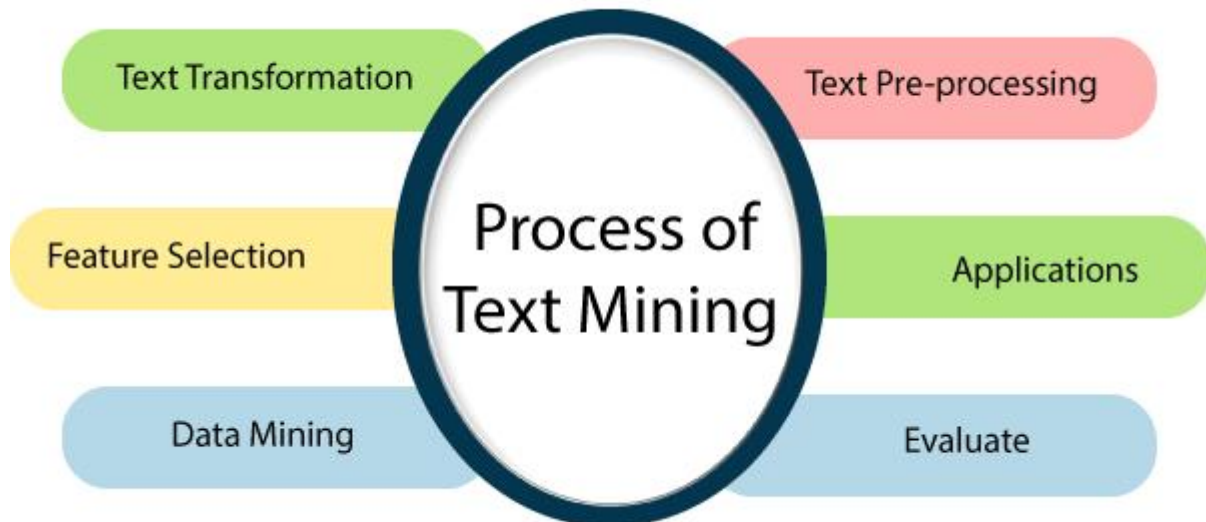 Text Transformation
Text Pre-processing
Feature Selection
Process of
Text Mining
Applications
Data Mining
Evaluate